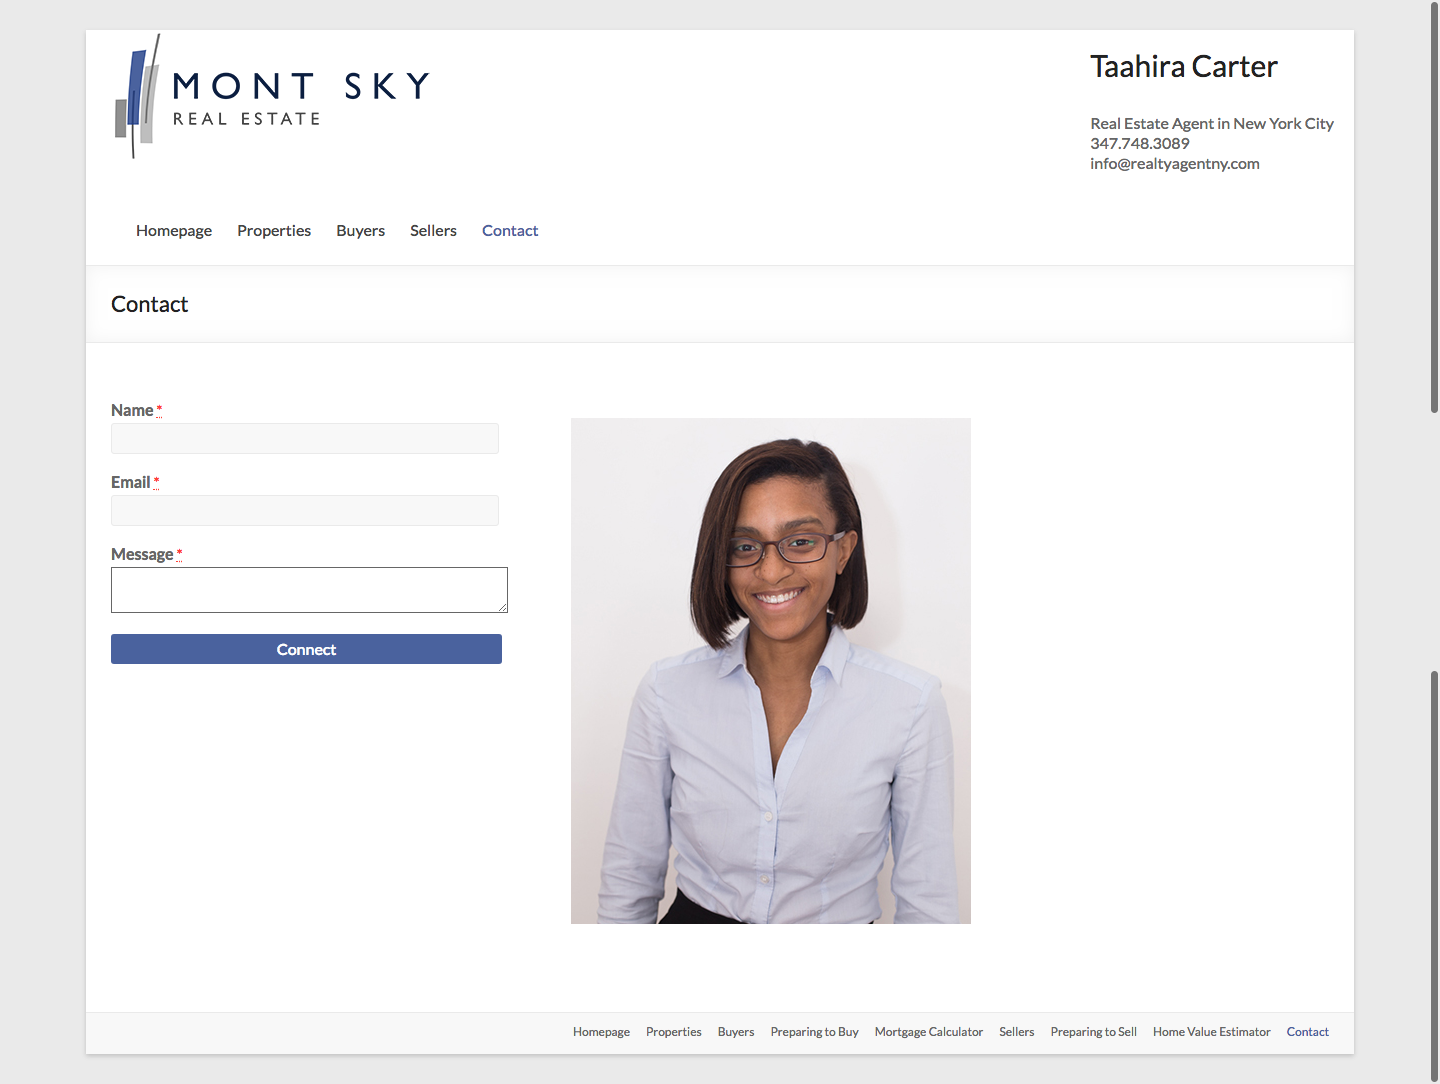 MONT SKY
REAL ESTATE
Taahira Carter
Real Estate Agent in New York City
347.748.3089
info@realtyagentny.com
Homepage Properties Buyers Sellers Contact
Contact
Name *
Email *
Message *
Connect
Homepage Properties Buyers Preparing to Buy Mortgage Calculator Sellers Preparing to Sell Home Value Estimator Contact